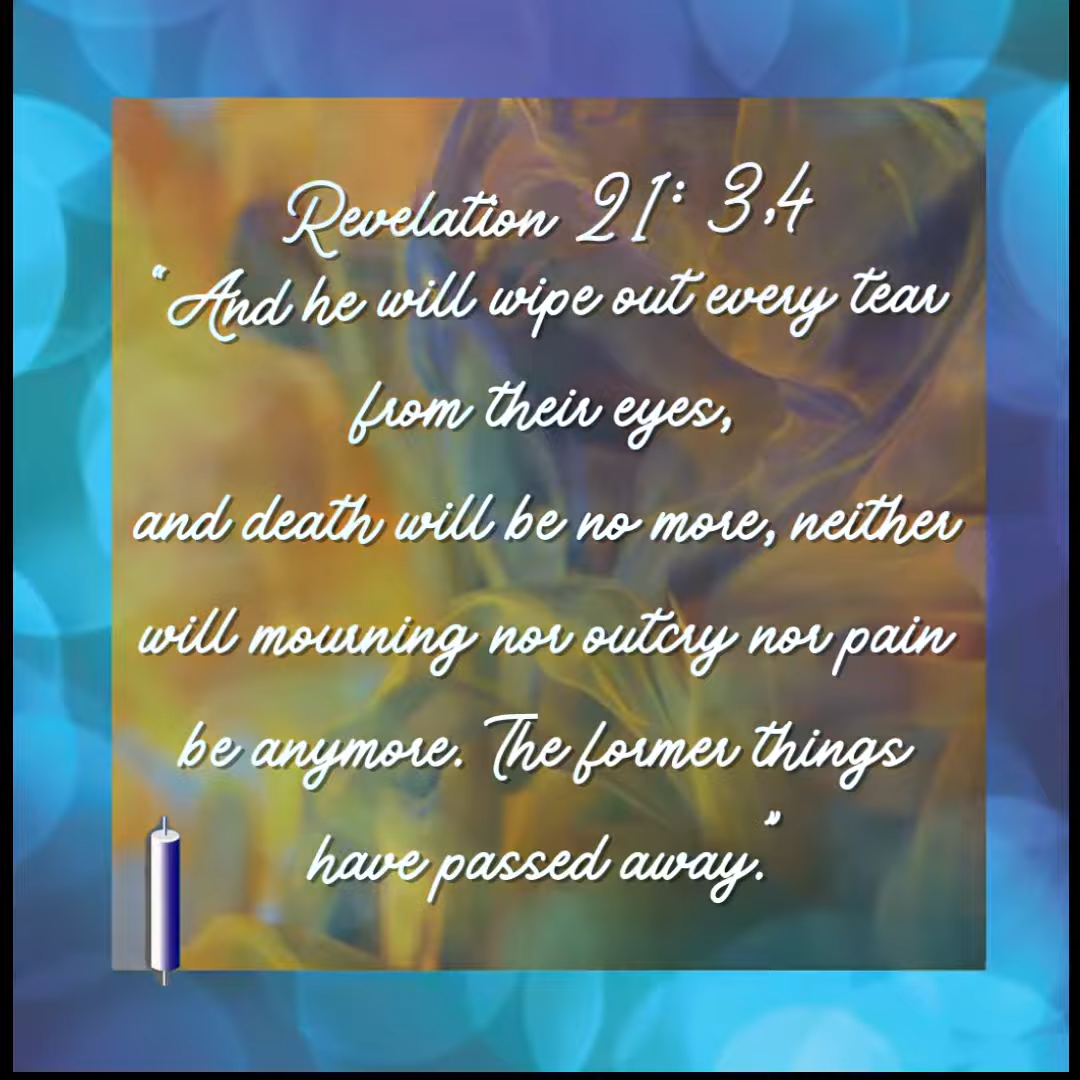 Revelation 21: 3,4
“And he will wipe out every tear
from their eyes,
and death will be no more, neither
will mourning nor outcry nor pain
be anymore. The former things
have passed away.”